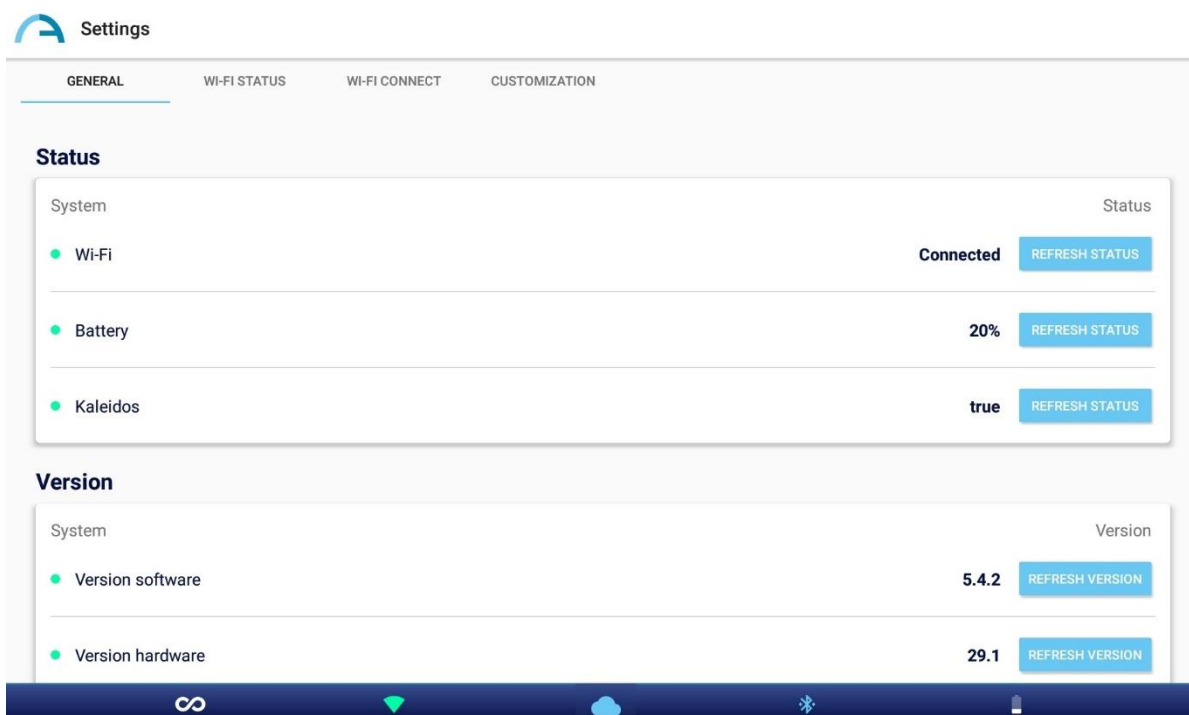 Settings
GENERAL WI-FI STATUS WI-FI CONNECT CUSTOMIZATION
Status
System Status
Wi-Fi Connected REFRESH STATUS
Battery 20% REFRESH STATUS
Kaleidos true REFRESH STATUS
Version
System Version
Version software 5.4.2 REFRESH VERSION
Version hardware 29.1 REFRESH VERSION